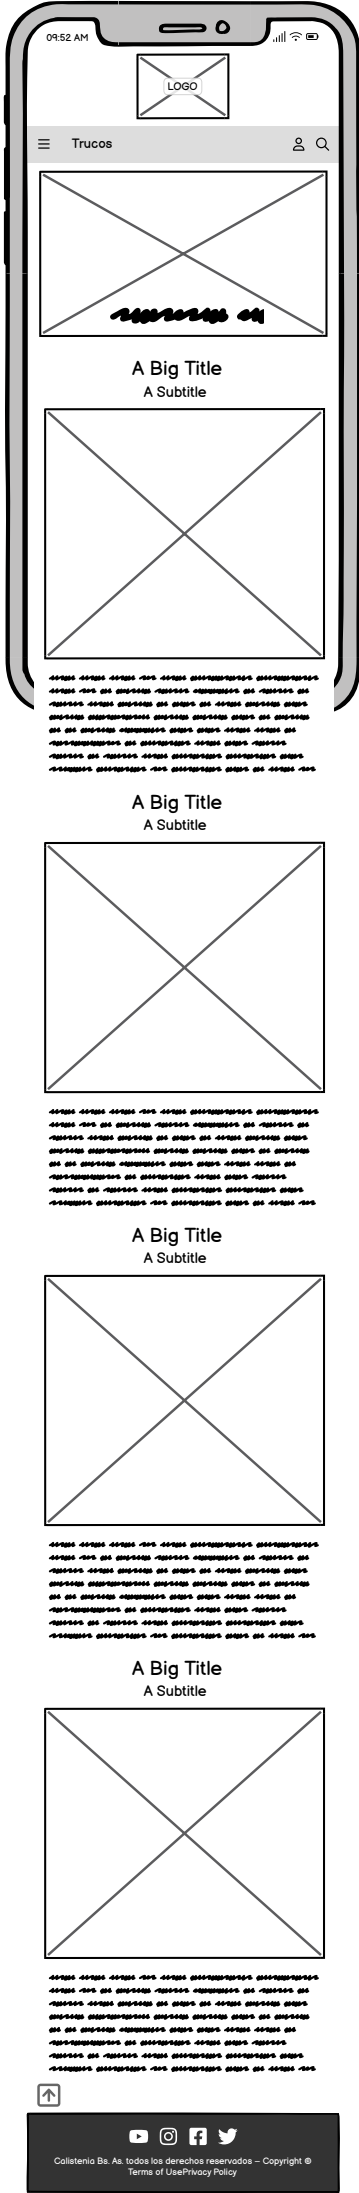 09:52 AM
LOGO
Trucos
A Big Title
A Subtitle
A Big Title
A Subtitle
A Big Title
A Subtitle
A Big Title
A Subtitle
Calistenia Bs. As. todos los derechos reservados – Copyright ©
Terms of UsePrivacy Policy